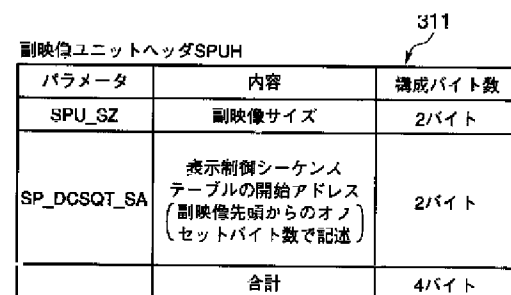 311
副映像ユニットヘッダSPUH
パラメータ 内容 構成バイト数
SPU_SZ 副映像サイズ 2バイト
SP_DCSQT_SA 表示制御シーケンス
テーブルの開始アドレス
副映像先頭からのオフ
セットバイト数で記述
2バイト
合計 4バイト